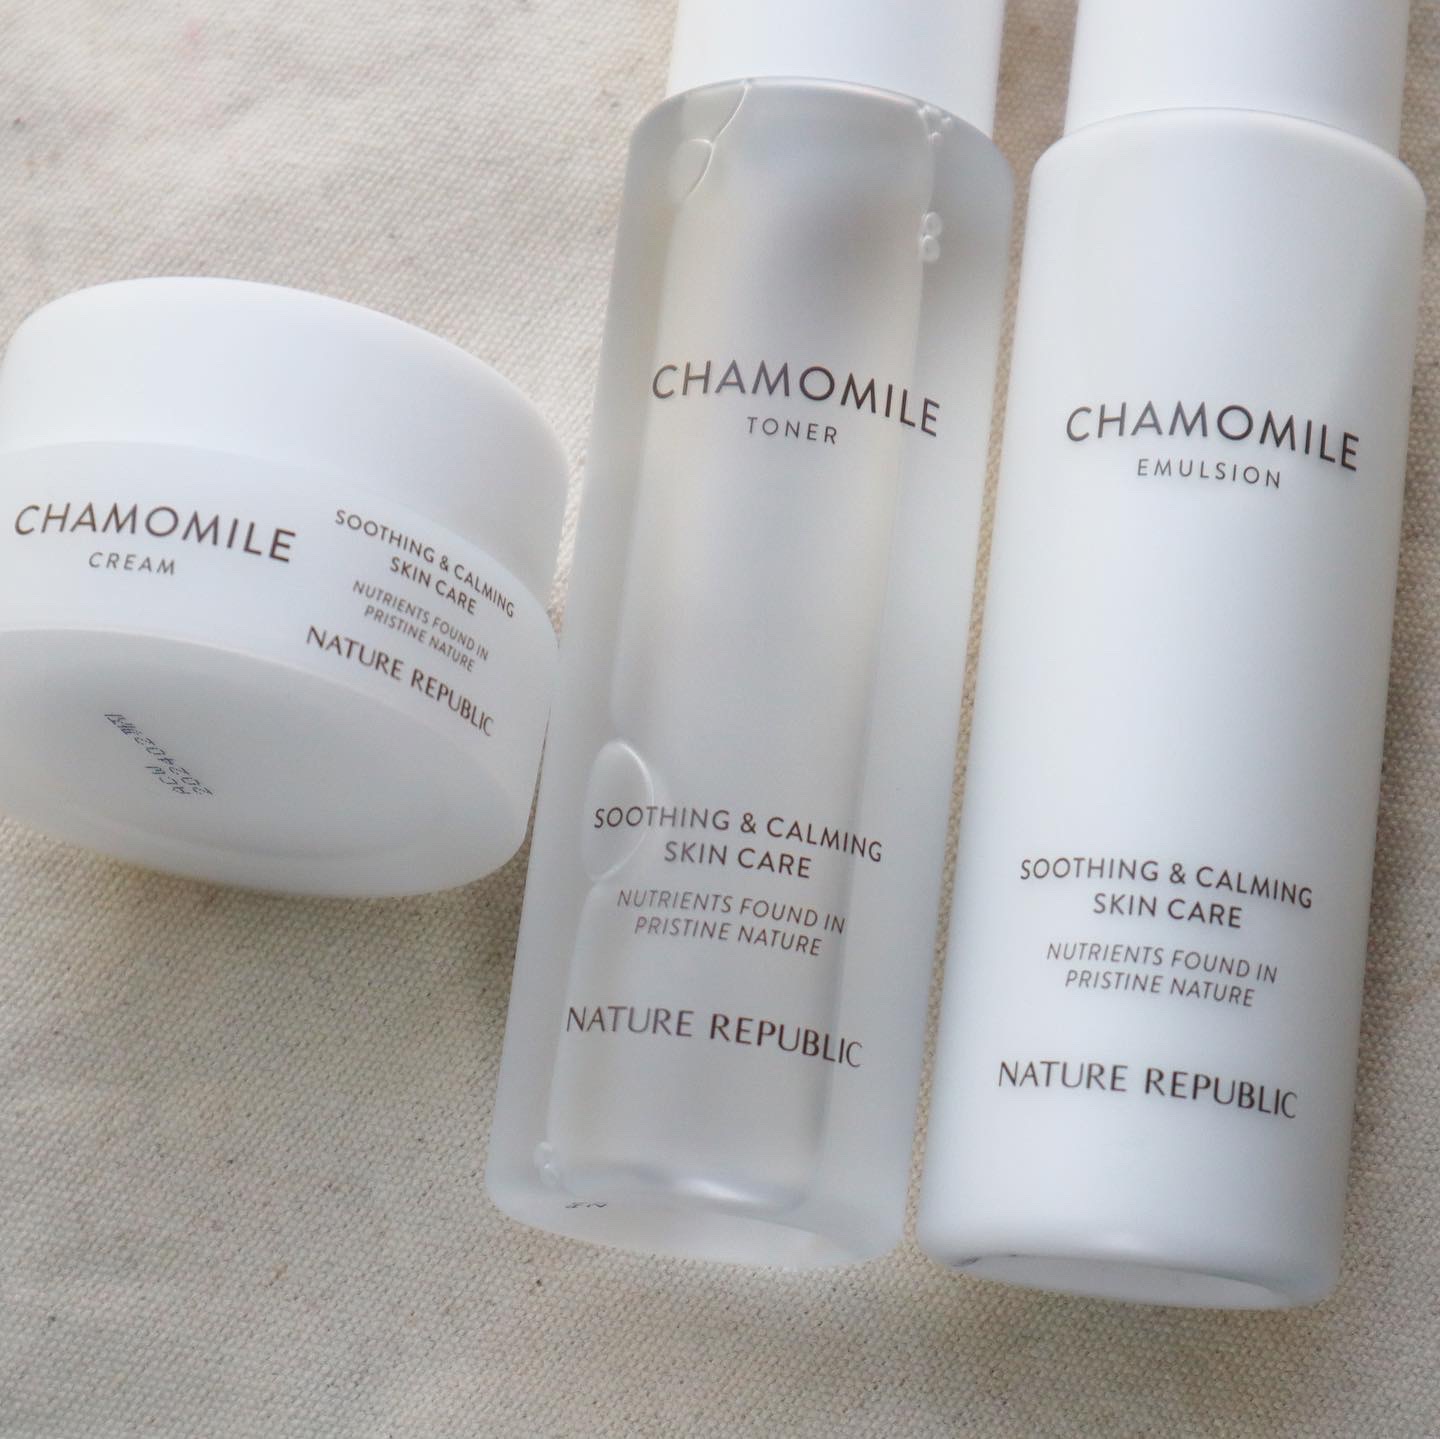 CHAMOMILE
CREAM
SOOTHING & CALMING
SKIN CARE
NUTRIENTS FOUND IN
PRISTINE NATURE
NATURE REPUBLIC
CHAMOMILE
TONER
SOOTHING & CALMING
SKIN CARE
NUTRIENTS FOUND IN
PRISTINE NATURE
NATURE REPUBLIC
CHAMOMILE
EMULSION
SOOTHING & CALMING
SKIN CARE
NUTRIENTS FOUND IN
PRISTINE NATURE
NATURE REPUBLIC